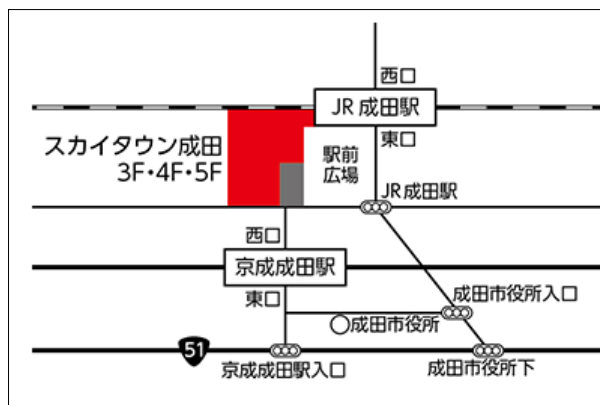 西口
JR成田駅
東口
スカイタウン成田
3F・4F・5F
駅前
広場
JR成田駅
西口
京成成田駅
東口
成田市役所入口
成田市役所
51
京成成田駅入口
成田市役所下